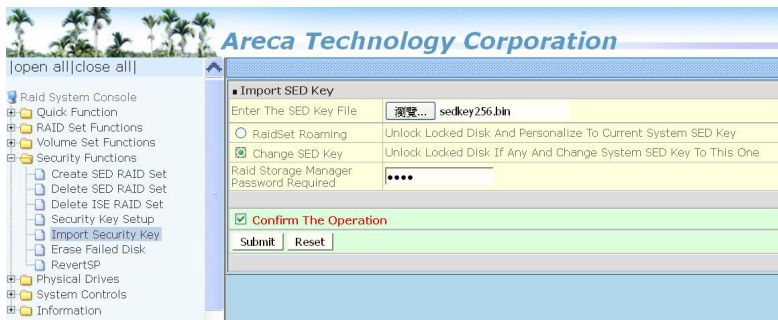 Areca Technology Corporation
|open all|close all|
Raid System Console
Quick Function
RAID Set Functions
Volume Set Functions
Security Functions
Create SED RAID Set
Delete SED RAID Set
Delete ISE RAID Set
Security Key Setup
Import Security Key
Erase Failed Disk
RevertSP
Physical Drives
System Controls
Information
Import SED Key
Enter The SED Key File 瀏覽... sedkey256.bin
RaidSet Roaming Unlock Locked Disk And Personalize To Current System SED Key
Change SED Key Unlock Locked Disk If Any And Change System SED Key To This One
Raid Storage Manager
Password Required ••••
Confirm The Operation
Submit Reset